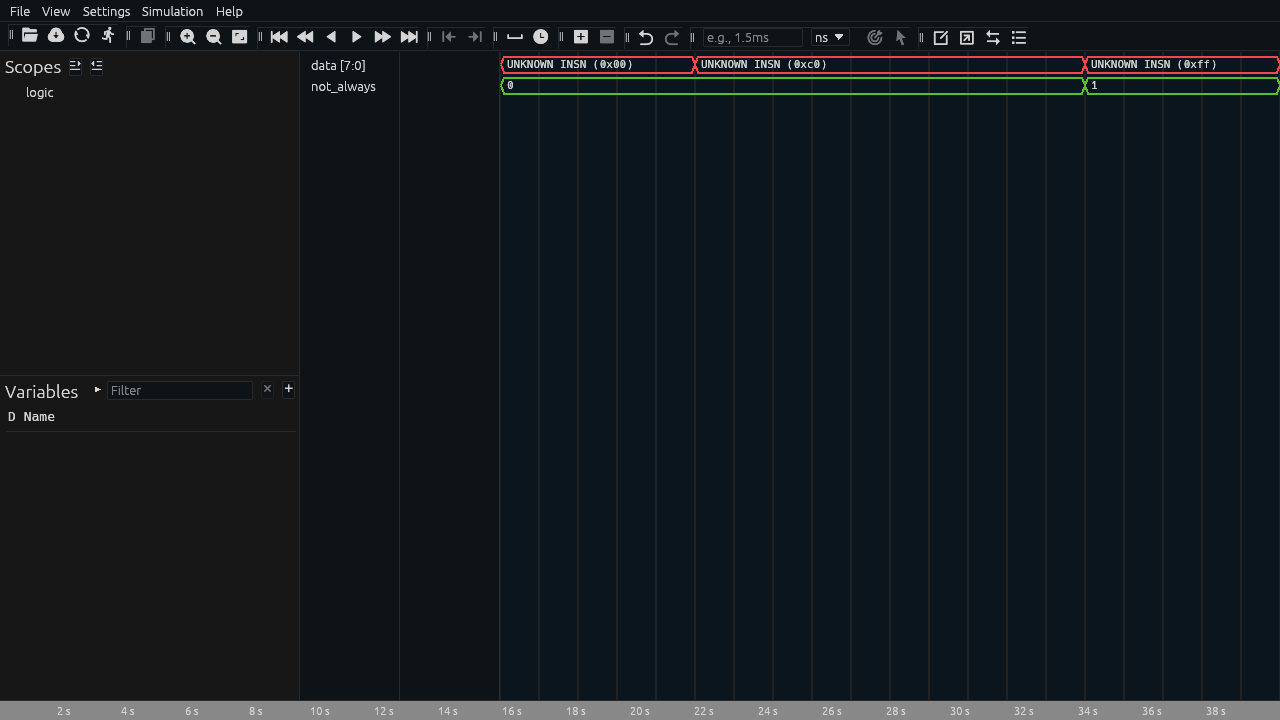 File View Settings Simulation Help
e.g., 1.5ms ns
Scopes
logic
data [7:0]
not_always
UNKNOWN INSN (0x00) UNKNOWN INSN (0xc0) UNKNOWN INSN (0xff)
0 1
Variables Filter
D Name
2 s 4 s 6 s 8 s 10 s 12 s 14 s 16 s 18 s 20 s 22 s 24 s 26 s 28 s 30 s 32 s 34 s 36 s 38 s